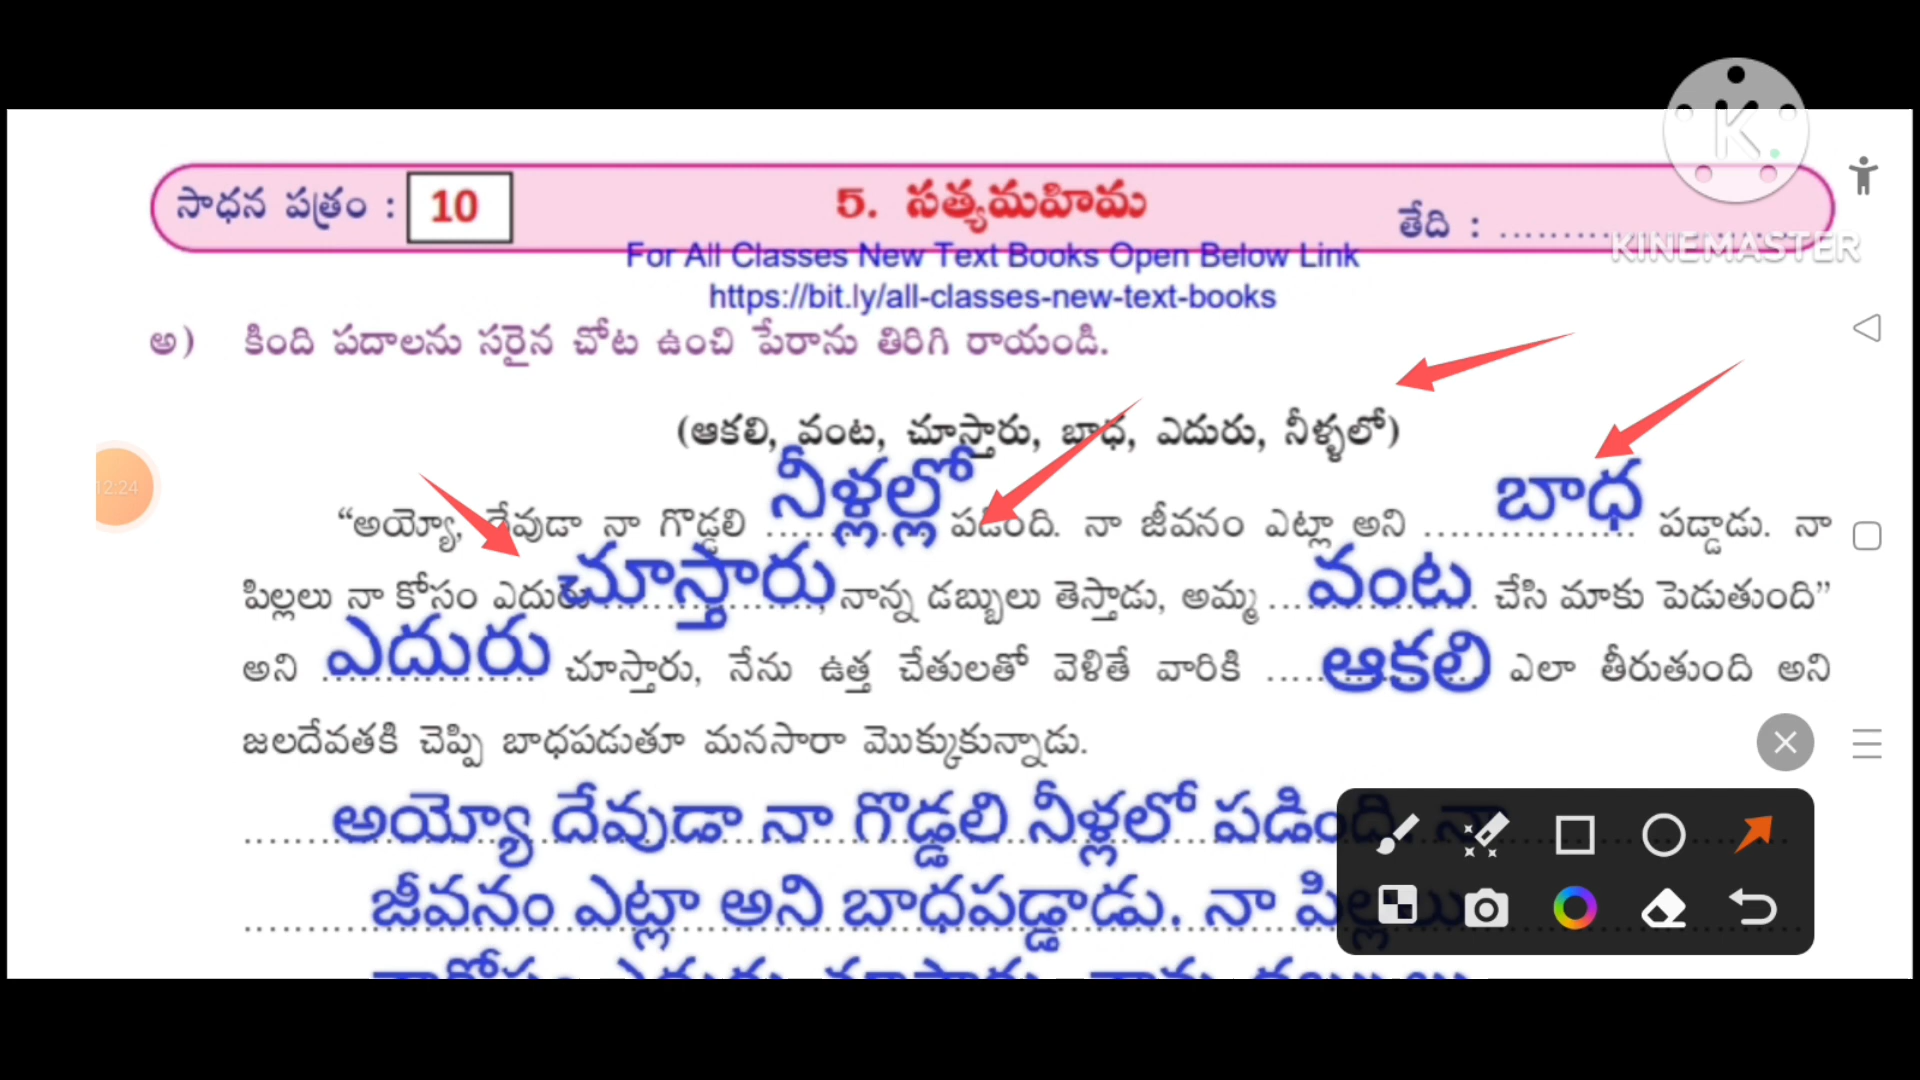 సాధన పత్రం : 10
5. సత్యమహిమ
తేది : ..................
KINEMASTER
For All Classes New Text Books Open Below Link
https://bit.ly/all-classes-new-text-books
అ) కింది పదాలను సరైన చోట ఉంచి పేరాను తిరిగి రాయండి.
(ఆకలి, వంట, చూస్తారు, బాధ, ఎదురు, నీళ్ళలో)
“అయ్యో, దేవుడా నా గొడ్డలి నీళ్లల్లో పడింది. నా జీవనం ఎట్లా అని బాధ పడ్డాడు. నా
పిల్లలు నా కోసం ఎదురు చూస్తారు, నాన్న డబ్బులు తెస్తాడు, అమ్మ వంట చేసి మాకు పెడుతుంది”
అని ఎదురు చూస్తారు, నేను ఉత్త చేతులతో వెళితే వారికి ఆకలి ఎలా తీరుతుంది అని
జలదేవతకి చెప్పి బాధపడుతూ మనసారా మొక్కుకున్నాడు.
అయ్యో దేవుడా నా గొడ్డలి నీళ్లలో పడింది. నా
జీవనం ఎట్లా అని బాధపడ్డాడు. నా పిల్లలు
12:24